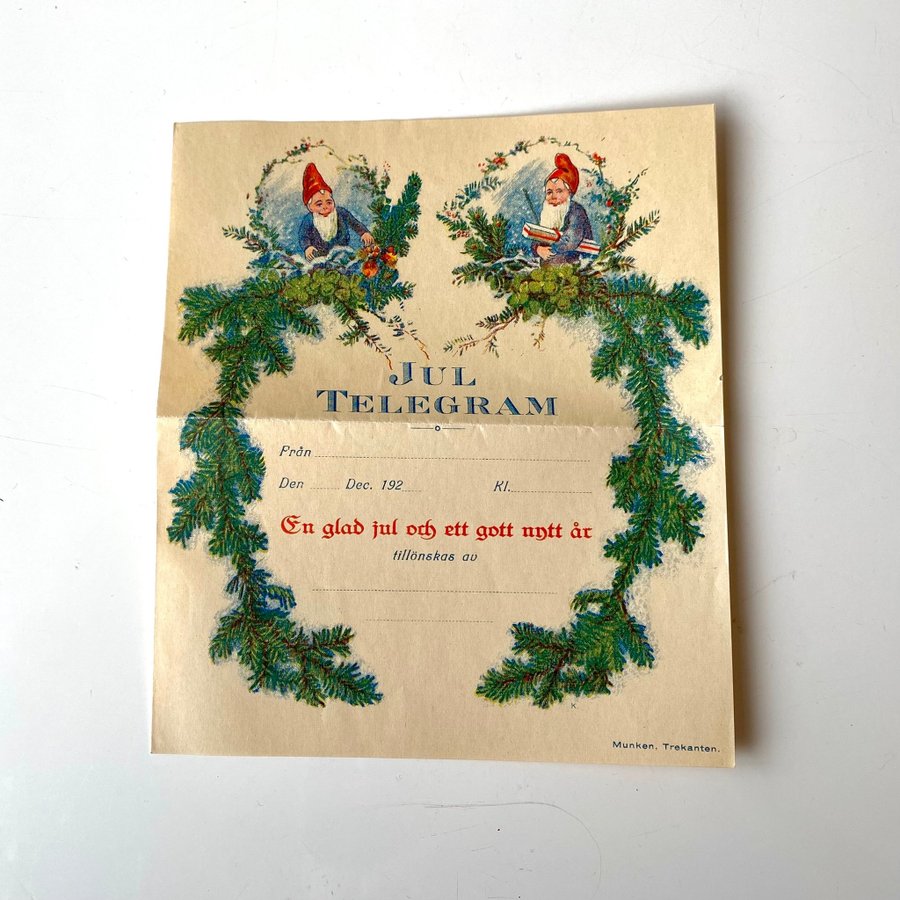 JUL
TELEGRAM
Från
Den Dec. 192 Kl.
En glad jul och ett gott nytt år
tillönskas av
K
Munken. Trekanten.